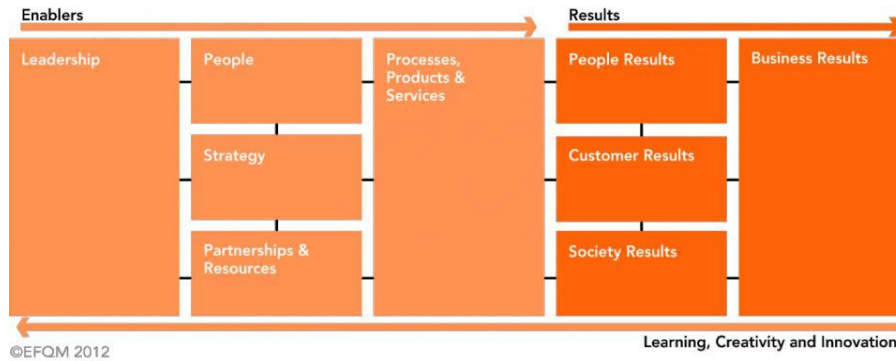 Enablers
Results
Leadership
People
Processes,
Products &
Services
People Results
Business Results
Strategy
Customer Results
Partnerships &
Resources
Society Results
Learning, Creativity and Innovation
©EFQM 2012